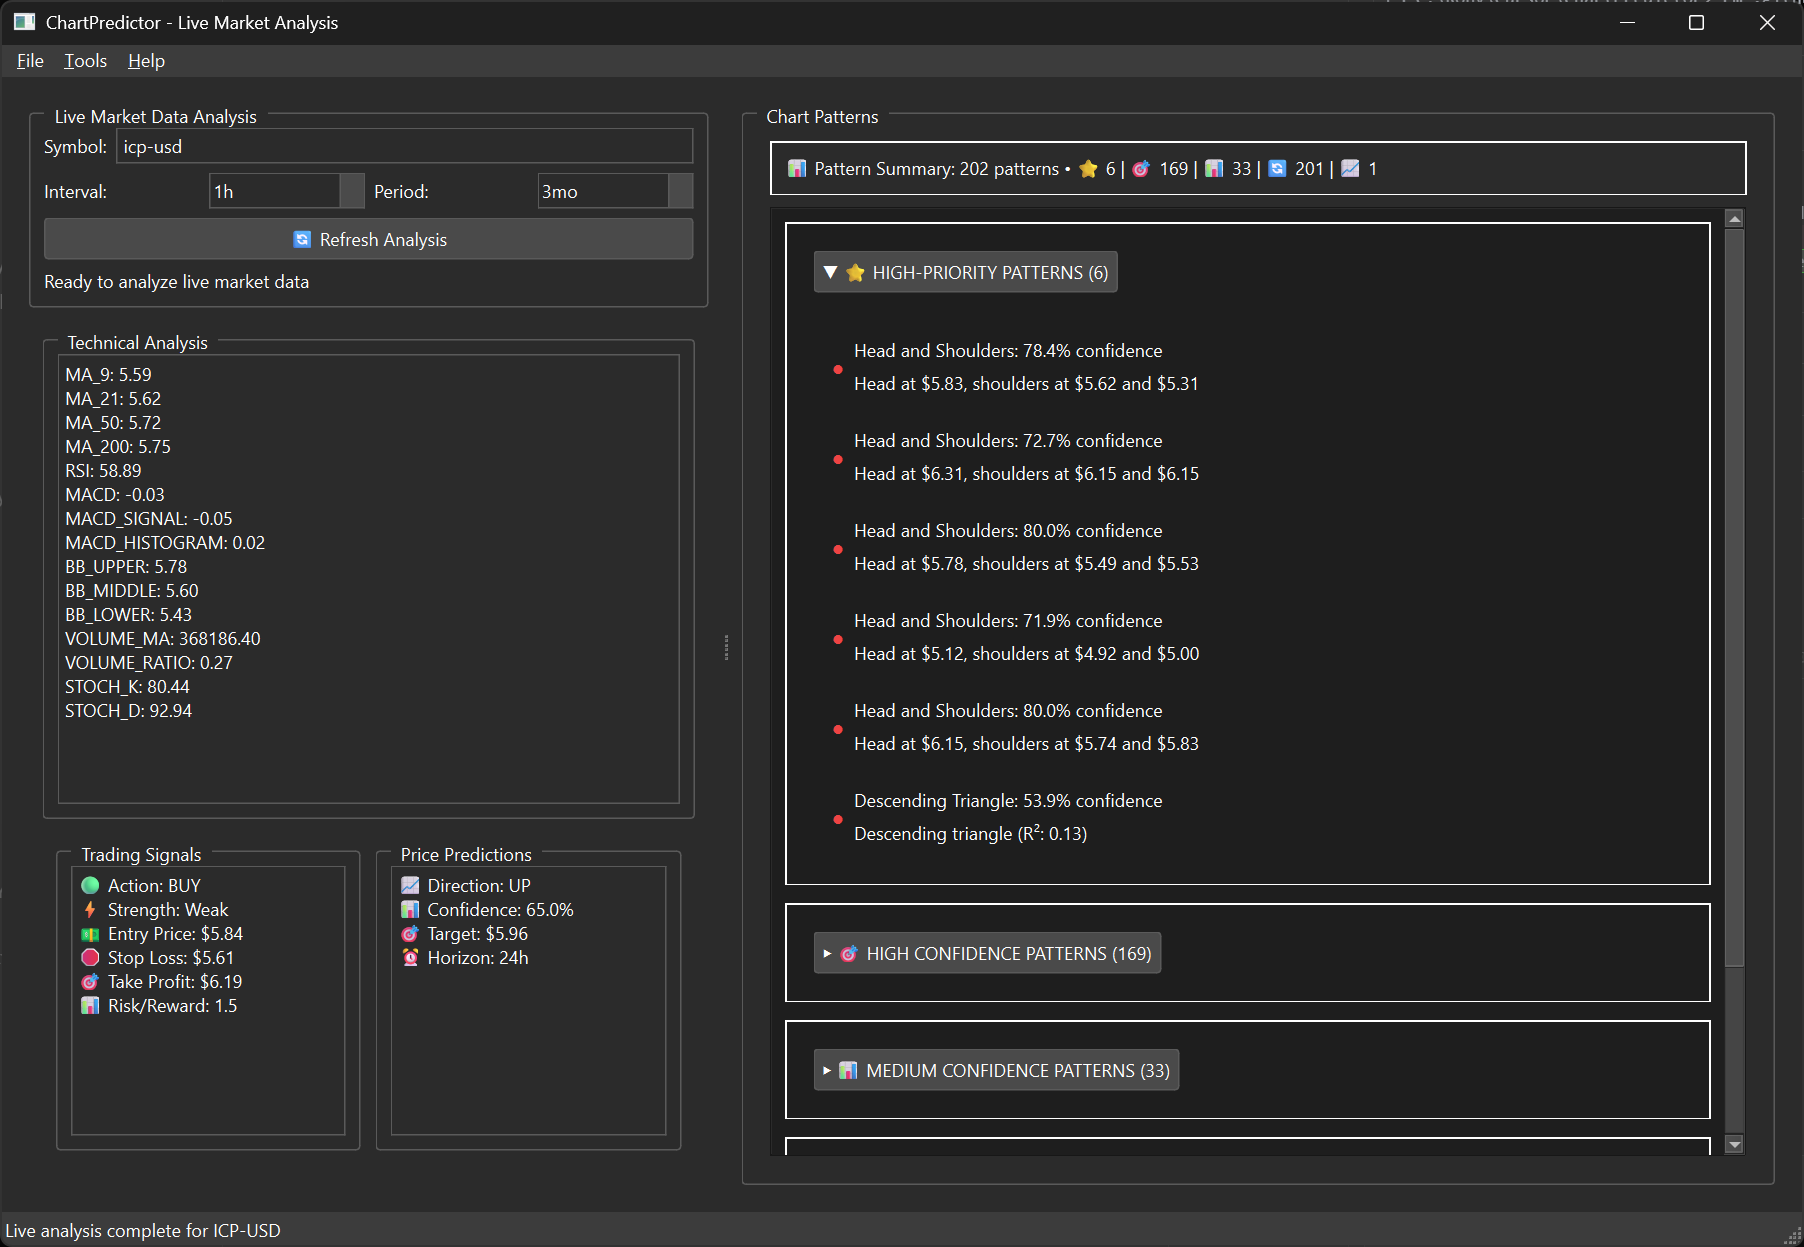 ChartPredictor - Live Market Analysis
File Tools Help
Live Market Data Analysis
Symbol: icp-usd
Interval: 1h Period: 3mo
Refresh Analysis
Ready to analyze live market data
Technical Analysis
MA_9: 5.59
MA_21: 5.62
MA_50: 5.72
MA_200: 5.75
RSI: 58.89
MACD: -0.03
MACD_SIGNAL: -0.05
MACD_HISTOGRAM: 0.02
BB_UPPER: 5.78
BB_MIDDLE: 5.60
BB_LOWER: 5.43
VOLUME_MA: 368186.40
VOLUME_RATIO: 0.27
STOCH_K: 80.44
STOCH_D: 92.94
Trading Signals
Action: BUY
Strength: Weak
Entry Price: $5.84
Stop Loss: $5.61
Take Profit: $6.19
Risk/Reward: 1.5
Price Predictions
Direction: UP
Confidence: 65.0%
Target: $5.96
Horizon: 24h
Chart Patterns
Pattern Summary: 202 patterns • 6 | 169 | 33 | 201 | 1
▼ HIGH-PRIORITY PATTERNS (6)
Head and Shoulders: 78.4% confidence
Head at $5.83, shoulders at $5.62 and $5.31
Head and Shoulders: 72.7% confidence
Head at $6.31, shoulders at $6.15 and $6.15
Head and Shoulders: 80.0% confidence
Head at $5.78, shoulders at $5.49 and $5.53
Head and Shoulders: 71.9% confidence
Head at $5.12, shoulders at $4.92 and $5.00
Head and Shoulders: 80.0% confidence
Head at $6.15, shoulders at $5.74 and $5.83
Descending Triangle: 53.9% confidence
Descending triangle (R²: 0.13)
▸ HIGH CONFIDENCE PATTERNS (169)
▸ MEDIUM CONFIDENCE PATTERNS (33)
Live analysis complete for ICP-USD